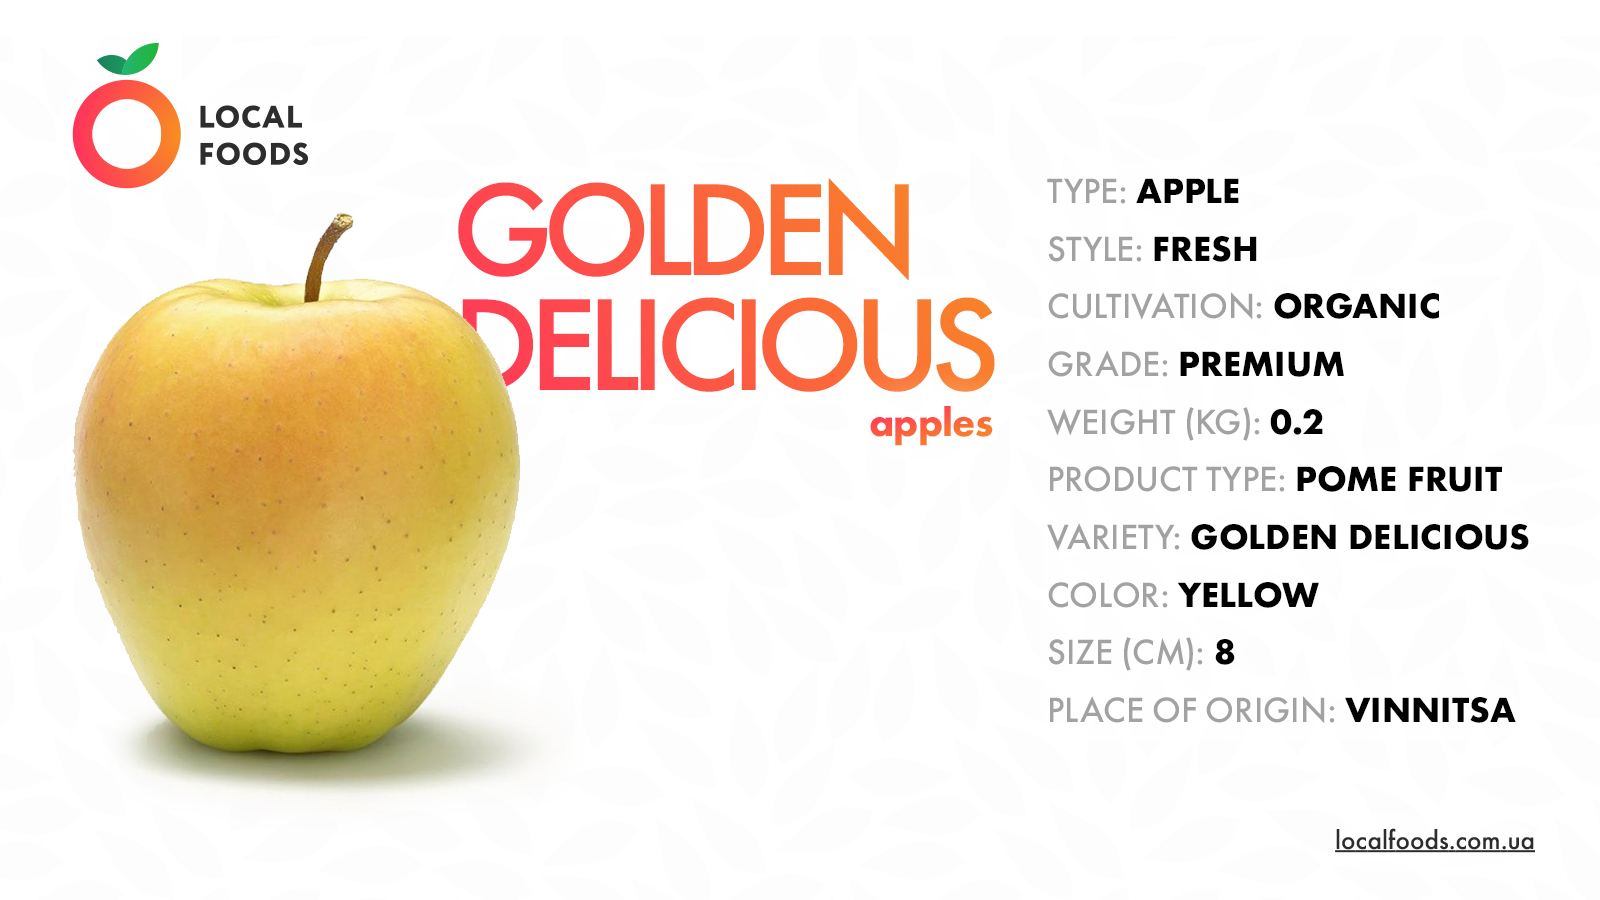 LOCAL
FOODS
GOLDEN
DELICIOUS
apples
TYPE: APPLE
STYLE: FRESH
CULTIVATION: ORGANIC
GRADE: PREMIUM
WEIGHT (KG): 0.2
PRODUCT TYPE: POME FRUIT
VARIETY: GOLDEN DELICIOUS
COLOR: YELLOW
SIZE (CM): 8
PLACE OF ORIGIN: VINNITSA
localfoods.com.ua